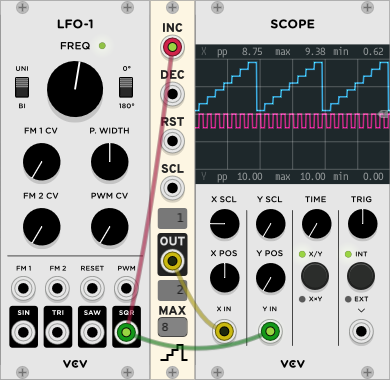 LFO-1
FREQ
UNI
BI
0°
180°
FM 1 CV
P. WIDTH
FM 2 CV
PWM CV
FM 1
FM 2
RESET
PWM
SIN
TRI
SAW
SQR
VCV
INC
DEC
RST
SCL
1
OUT
2
MAX
8
SCOPE
X pp 8.75 max 9.38 min 0.62
Y pp 10.00 max 10.00 min 0.00
X SCL
Y SCL
TIME
TRIG
X POS
Y POS
X/Y
INT
X×Y
EXT
X IN
Y IN
VCV